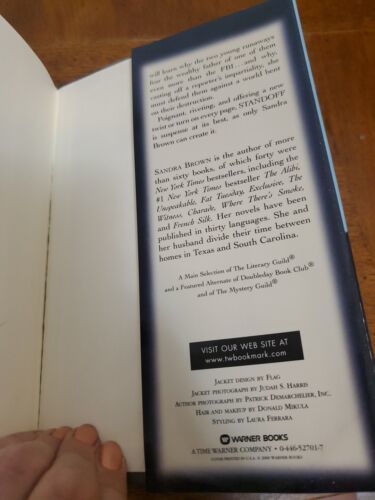 will learn why the two young runaways
fear the wealthy father of one of them
even more than the FBI . . . and why,
casting off a reporter's impartiality, she
must defend them against a world bent
on their destruction.
Poignant, riveting, and offering a new
twist or turn on every page, STANDOFF
is suspense at its best, as only Sandra
Brown can create it.
SANDRA BROWN is the author of more
than sixty books, of which forty were
New York Times bestsellers, including the
#1 New York Times bestseller The Alibi,
Unspeakable, Fat Tuesday, Exclusive, The
Witness, Charade, Where There's Smoke,
and French Silk. Her novels have been
published in thirty languages. She and
her husband divide their time between
homes in Texas and South Carolina.
A Main Selection of The Literary Guild®
and a Featured Alternate of Doubleday Book Club®
and of The Mystery Guild®
VISIT OUR WEB SITE AT
www.twbookmark.com
JACKET DESIGN BY FLAG
JACKET PHOTOGRAPH BY JUDAH S. HARRIS
AUTHOR PHOTOGRAPH BY PATRICK DEMARCHELIER, INC.
HAIR AND MAKEUP BY DONALD MIKULA
STYLING BY LAURA FERRARA
WARNER BOOKS
A TIME WARNER COMPANY • 0-446-52701-7
COVER PRINTED IN U.S.A. © 2000 WARNER BOOKS